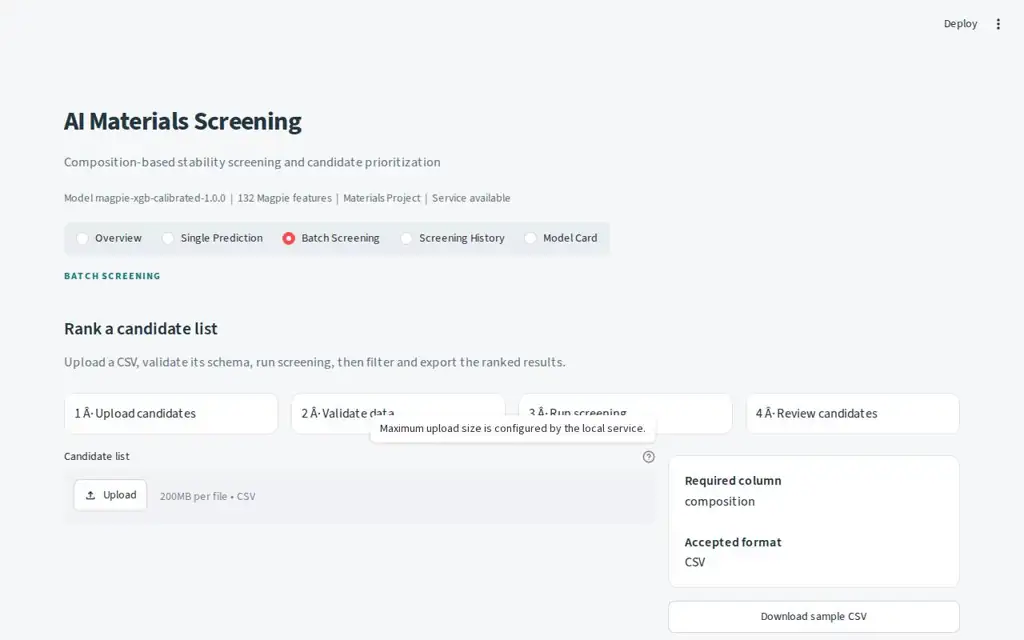 Deploy
AI Materials Screening
Composition-based stability screening and candidate prioritization
Model magpie-xgb-calibrated-1.0.0 | 132 Magpie features | Materials Project | Service available
Overview Single Prediction Batch Screening Screening History Model Card
BATCH SCREENING
Rank a candidate list
Upload a CSV, validate its schema, run screening, then filter and export the ranked results.
1 Â· Upload candidates 2 Â· Validate data 3 Â· Run screening 4 Â· Review candidates
Maximum upload size is configured by the local service.
Candidate list
Upload 200MB per file • CSV
Required column
composition
Accepted format
CSV
Download sample CSV